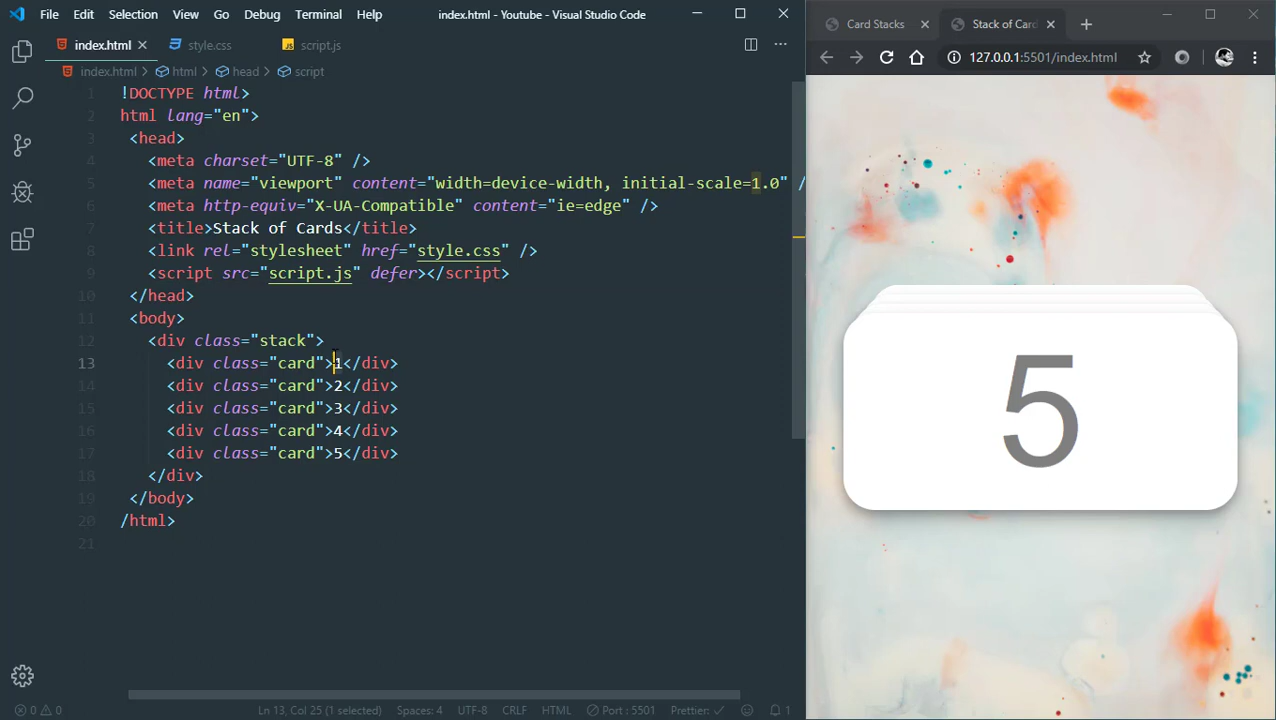 File Edit Selection View Go Debug Terminal Help
index.html - Youtube - Visual Studio Code
index.html
style.css
JS script.js
index.html html head script
1 !DOCTYPE html>
2 html lang="en">
3 <head>
4 <meta charset="UTF-8" />
5 <meta name="viewport" content="width=device-width, initial-scale=1.0" /
6 <meta http-equiv="X-UA-Compatible" content="ie=edge" />
7 <title>Stack of Cards</title>
8 <link rel="stylesheet" href="style.css" />
9 <script src="script.js" defer></script>
10 </head>
11 <body>
12 <div class="stack">
13 <div class="card">1</div>
14 <div class="card">2</div>
15 <div class="card">3</div>
16 <div class="card">4</div>
17 <div class="card">5</div>
18 </div>
19 </body>
20 /html>
21
0 0
Ln 13, Col 25 (1 selected)
Spaces: 4
UTF-8
CRLF
HTML
Port : 5501
Prettier: ✓
1
Card Stacks
Stack of Card
127.0.0.1:5501/index.html
5